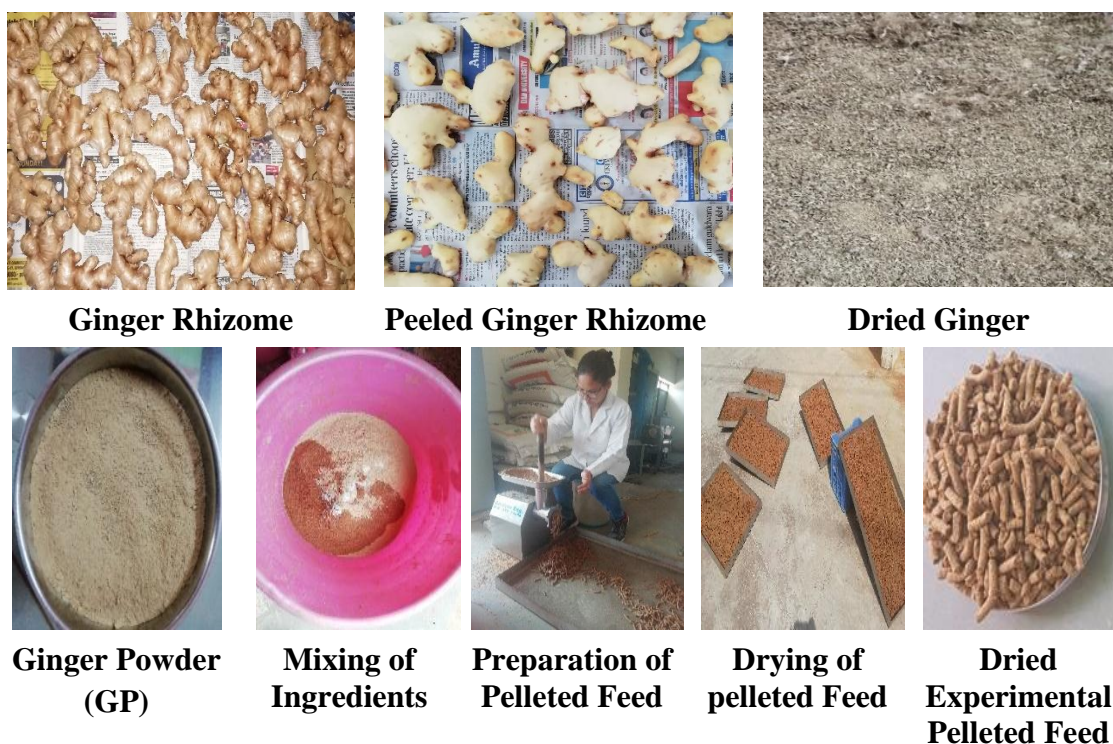 Ginger Rhizome
Peeled Ginger Rhizome
Dried Ginger
Ginger Powder
(GP)
Mixing of
Ingredients
Preparation of
Pelleted Feed
Drying of
pelleted Feed
Dried
Experimental
Pelleted Feed